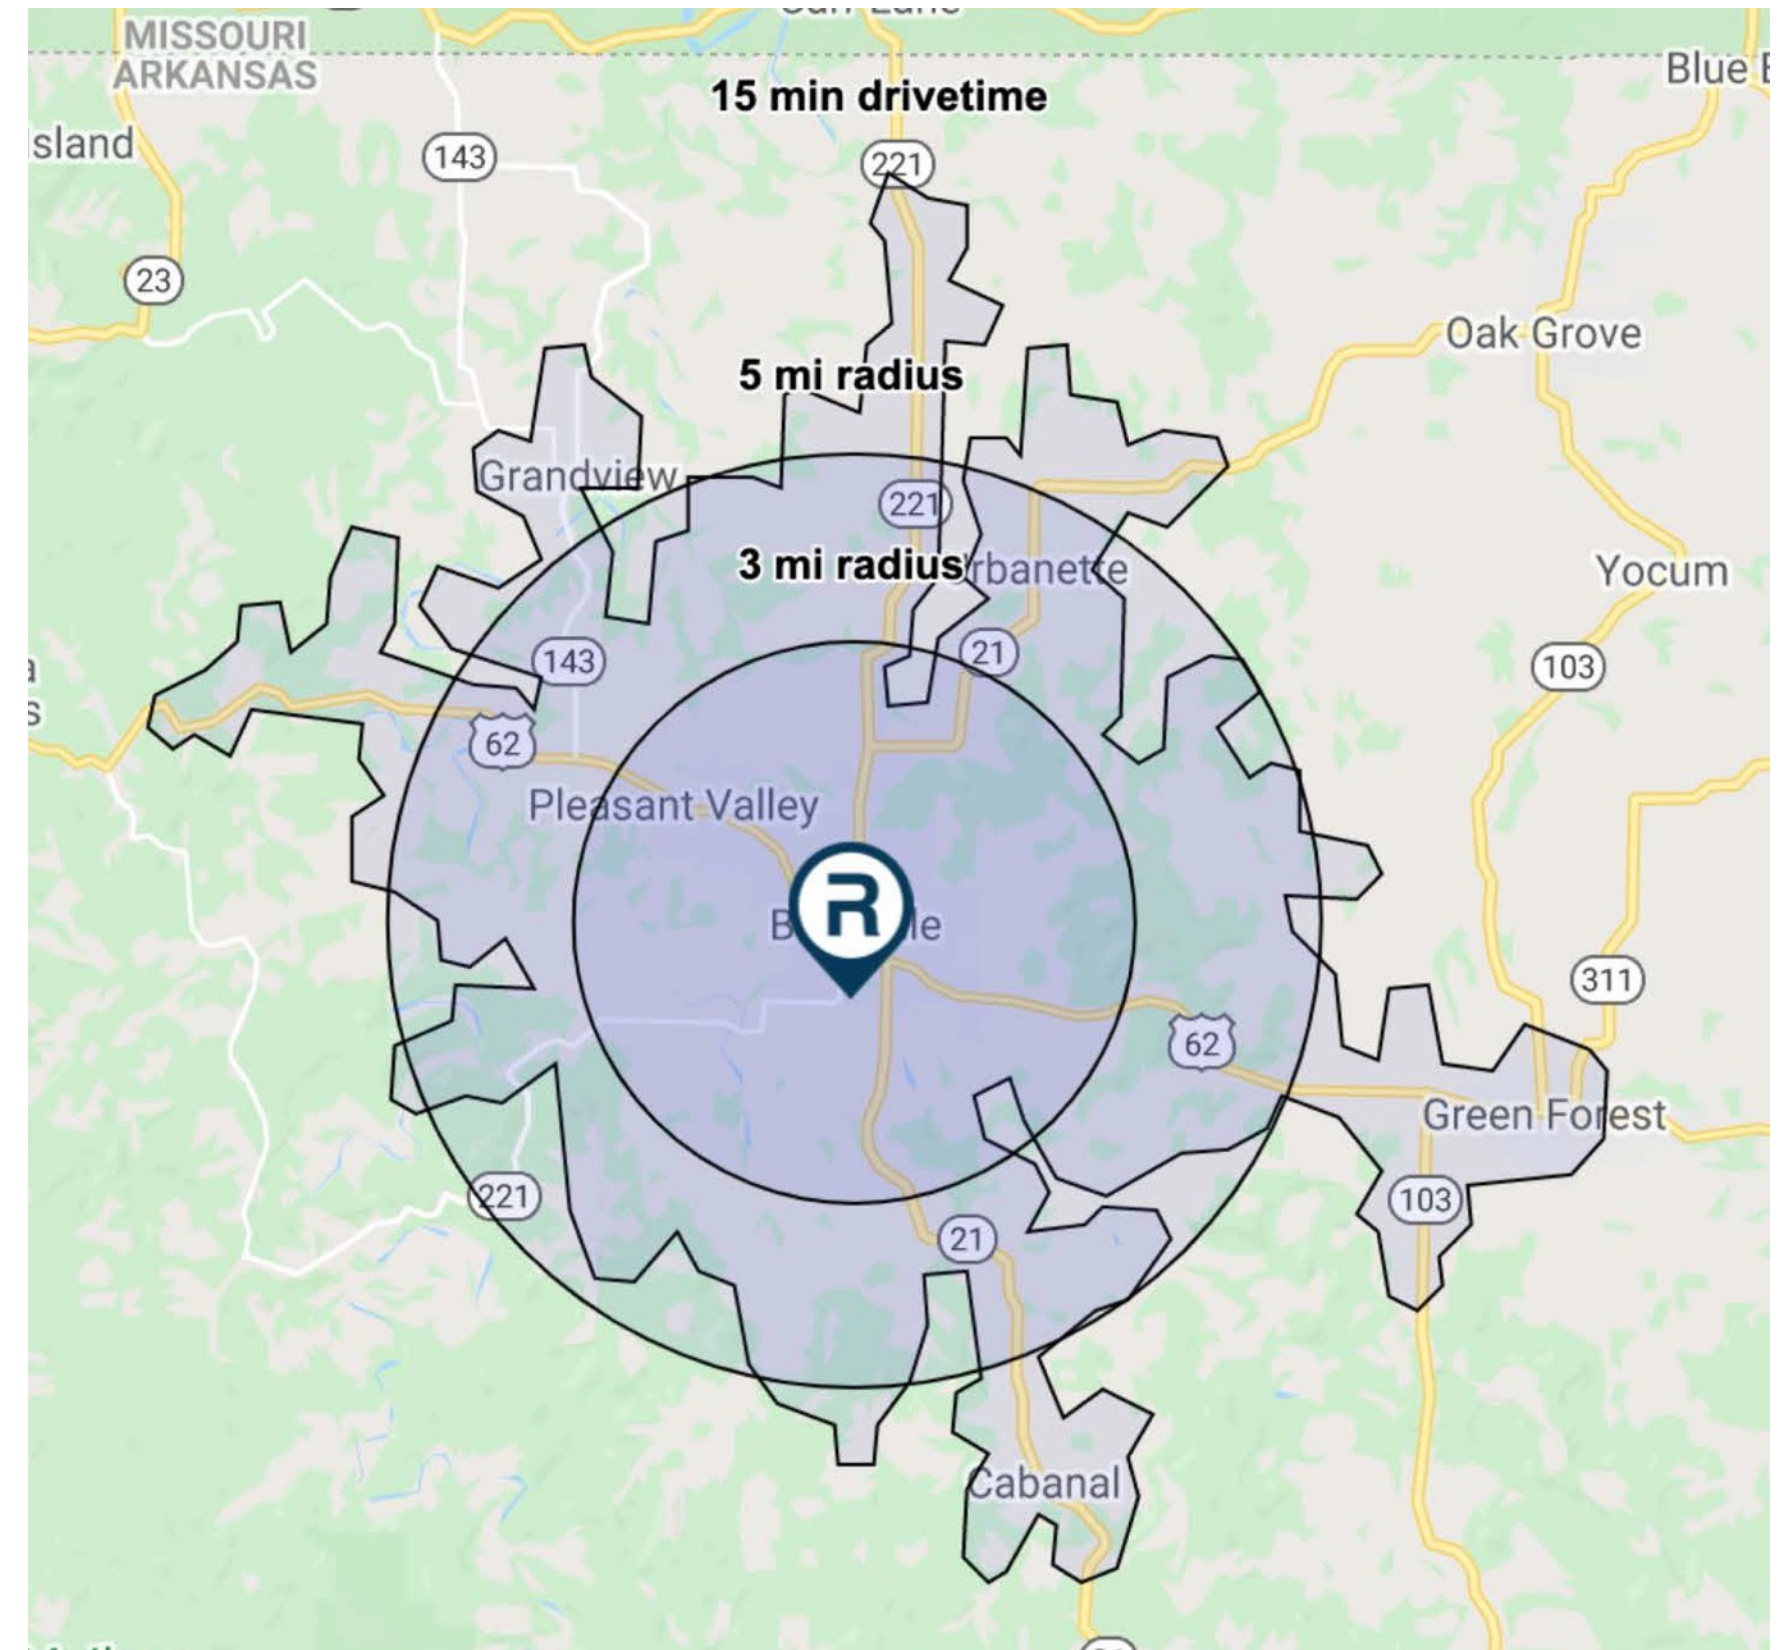 MISSOURI
ARKANSAS
15 min drivetime
Blue
sland
143
221
23
Oak Grove
5 mi radius
Grandview
221
3 mi radius
rbanette
Yocum
143
21
103
62
Pleasant Valley
R
B le
311
62
Green Forest
221
103
21
Cabanal